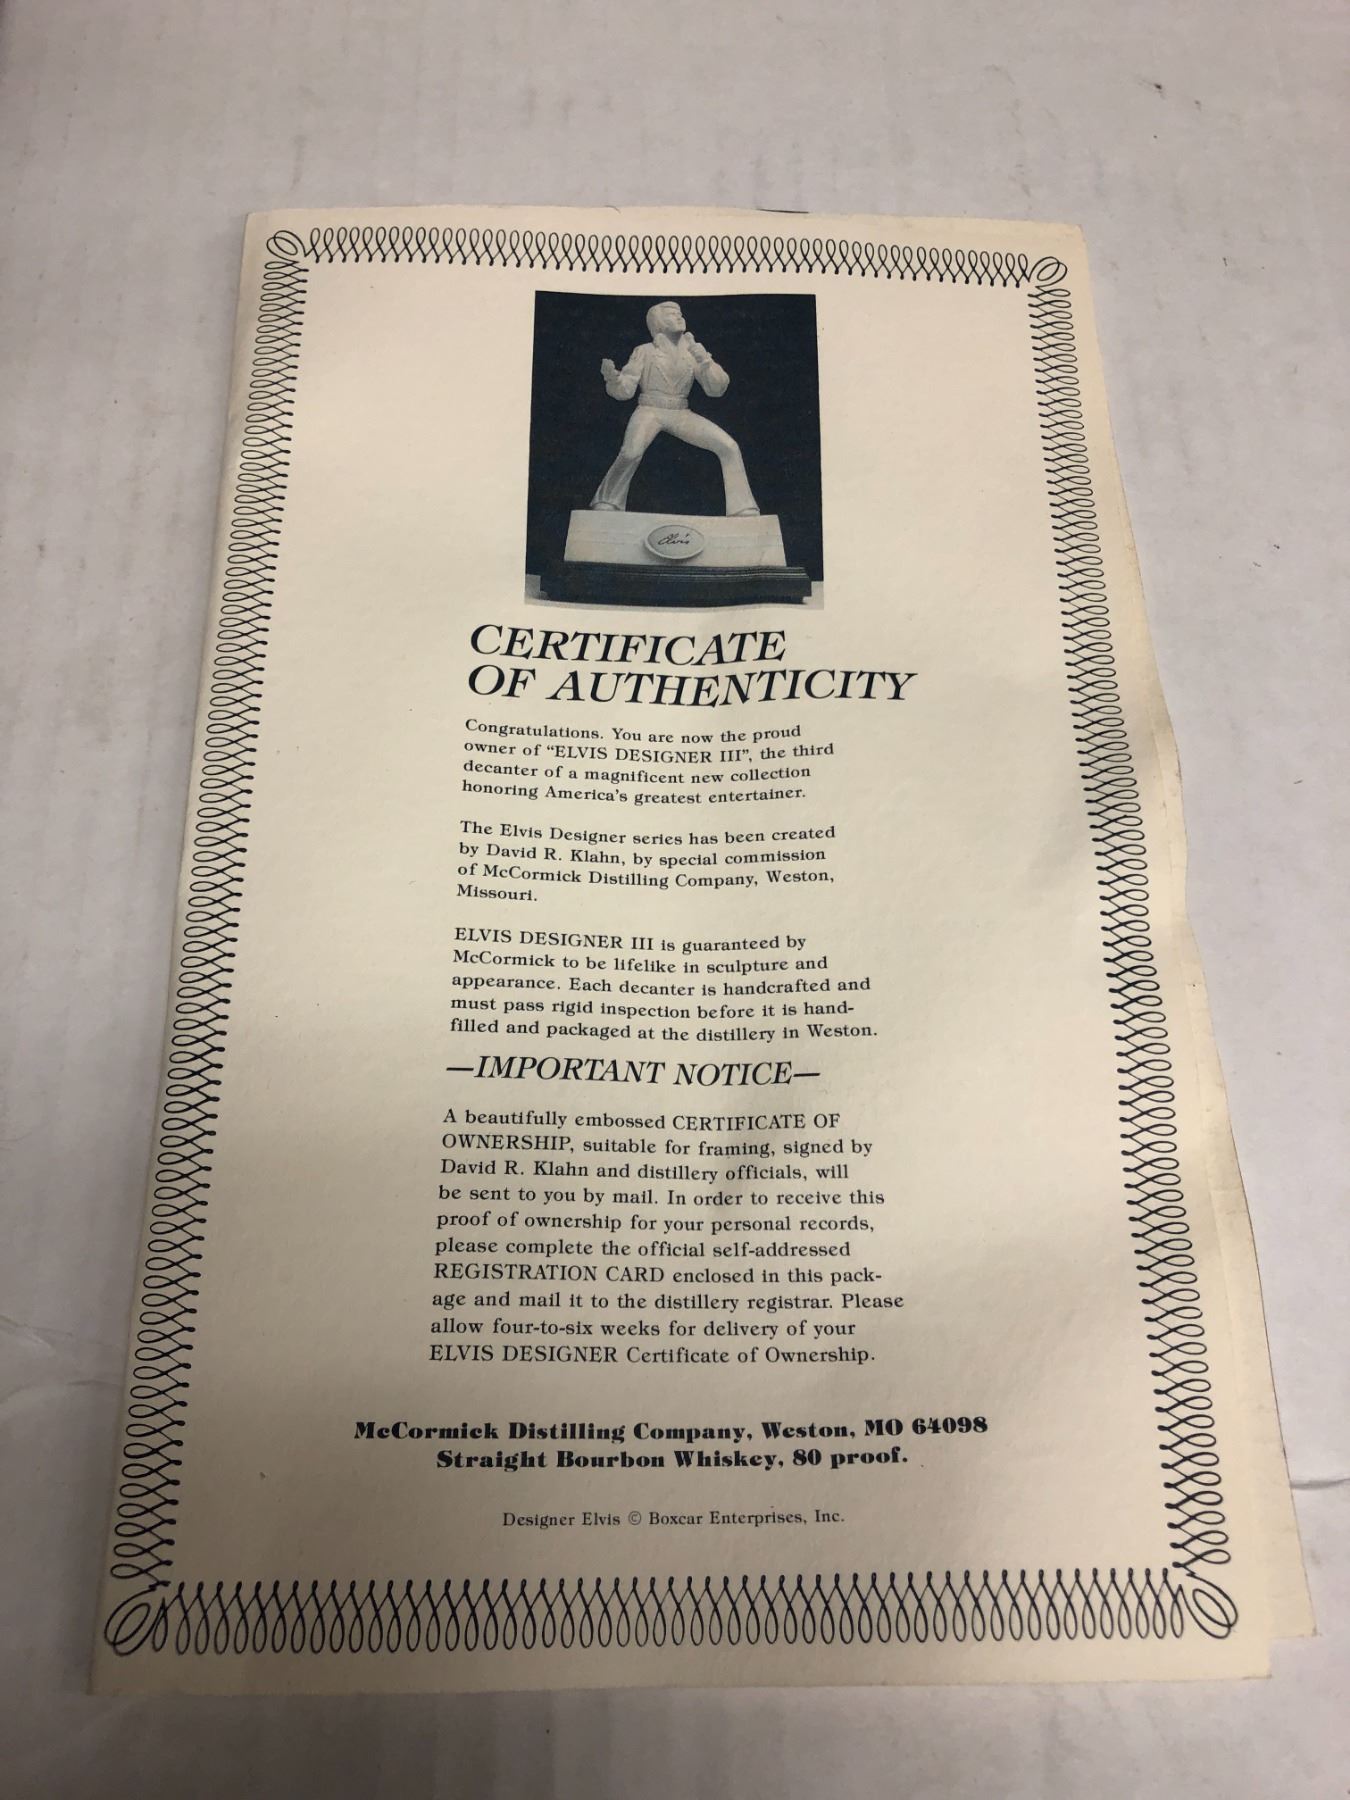 Elvis
CERTIFICATE
OF AUTHENTICITY
Congratulations. You are now the proud
owner of “ELVIS DESIGNER III”, the third
decanter of a magnificent new collection
honoring America's greatest entertainer.
The Elvis Designer series has been created
by David R. Klahn, by special commission
of McCormick Distilling Company, Weston,
Missouri.
ELVIS DESIGNER III is guaranteed by
McCormick to be lifelike in sculpture and
appearance. Each decanter is handcrafted and
must pass rigid inspection before it is hand-
filled and packaged at the distillery in Weston.
—IMPORTANT NOTICE—
A beautifully embossed CERTIFICATE OF
OWNERSHIP, suitable for framing, signed by
David R. Klahn and distillery officials, will
be sent to you by mail. In order to receive this
proof of ownership for your personal records,
please complete the official self-addressed
REGISTRATION CARD enclosed in this pack-
age and mail it to the distillery registrar. Please
allow four-to-six weeks for delivery of your
ELVIS DESIGNER Certificate of Ownership.
McCormick Distilling Company, Weston, MO 64098
Straight Bourbon Whiskey, 80 proof.
Designer Elvis © Boxcar Enterprises, Inc.